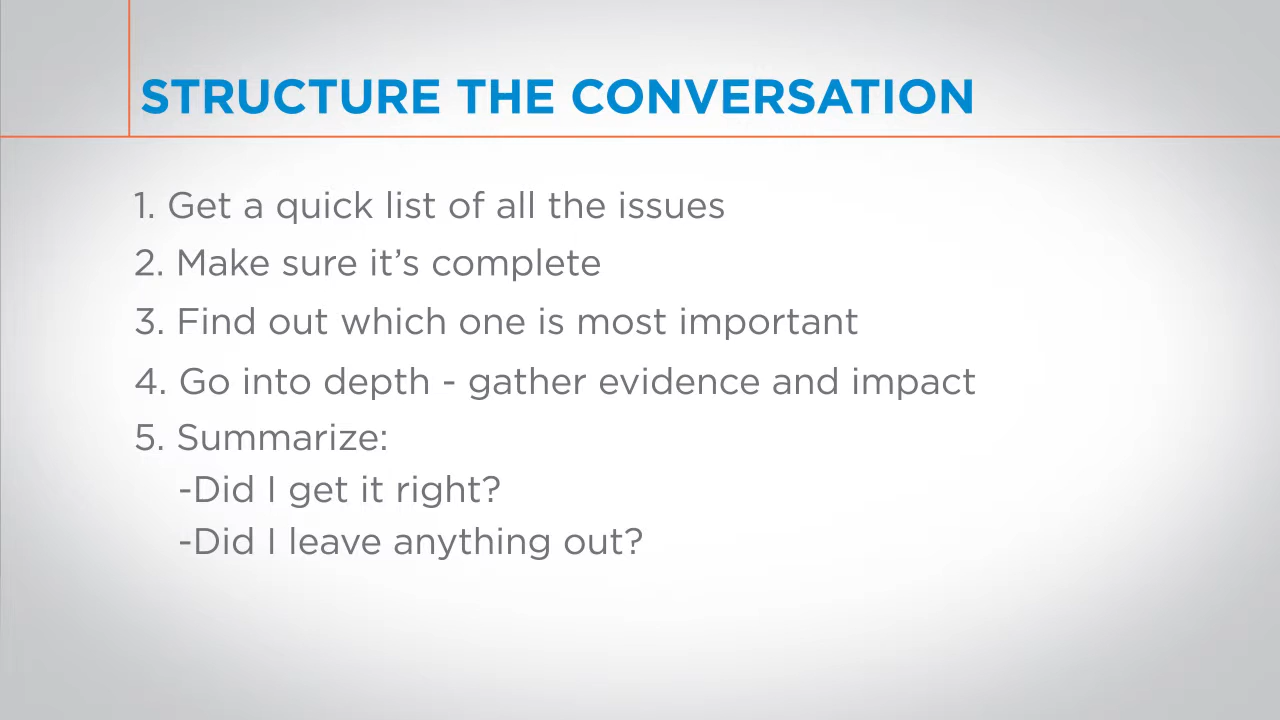 STRUCTURE THE CONVERSATION
1. Get a quick list of all the issues
2. Make sure it’s complete
3. Find out which one is most important
4. Go into depth - gather evidence and impact
5. Summarize:
-Did I get it right?
-Did I leave anything out?